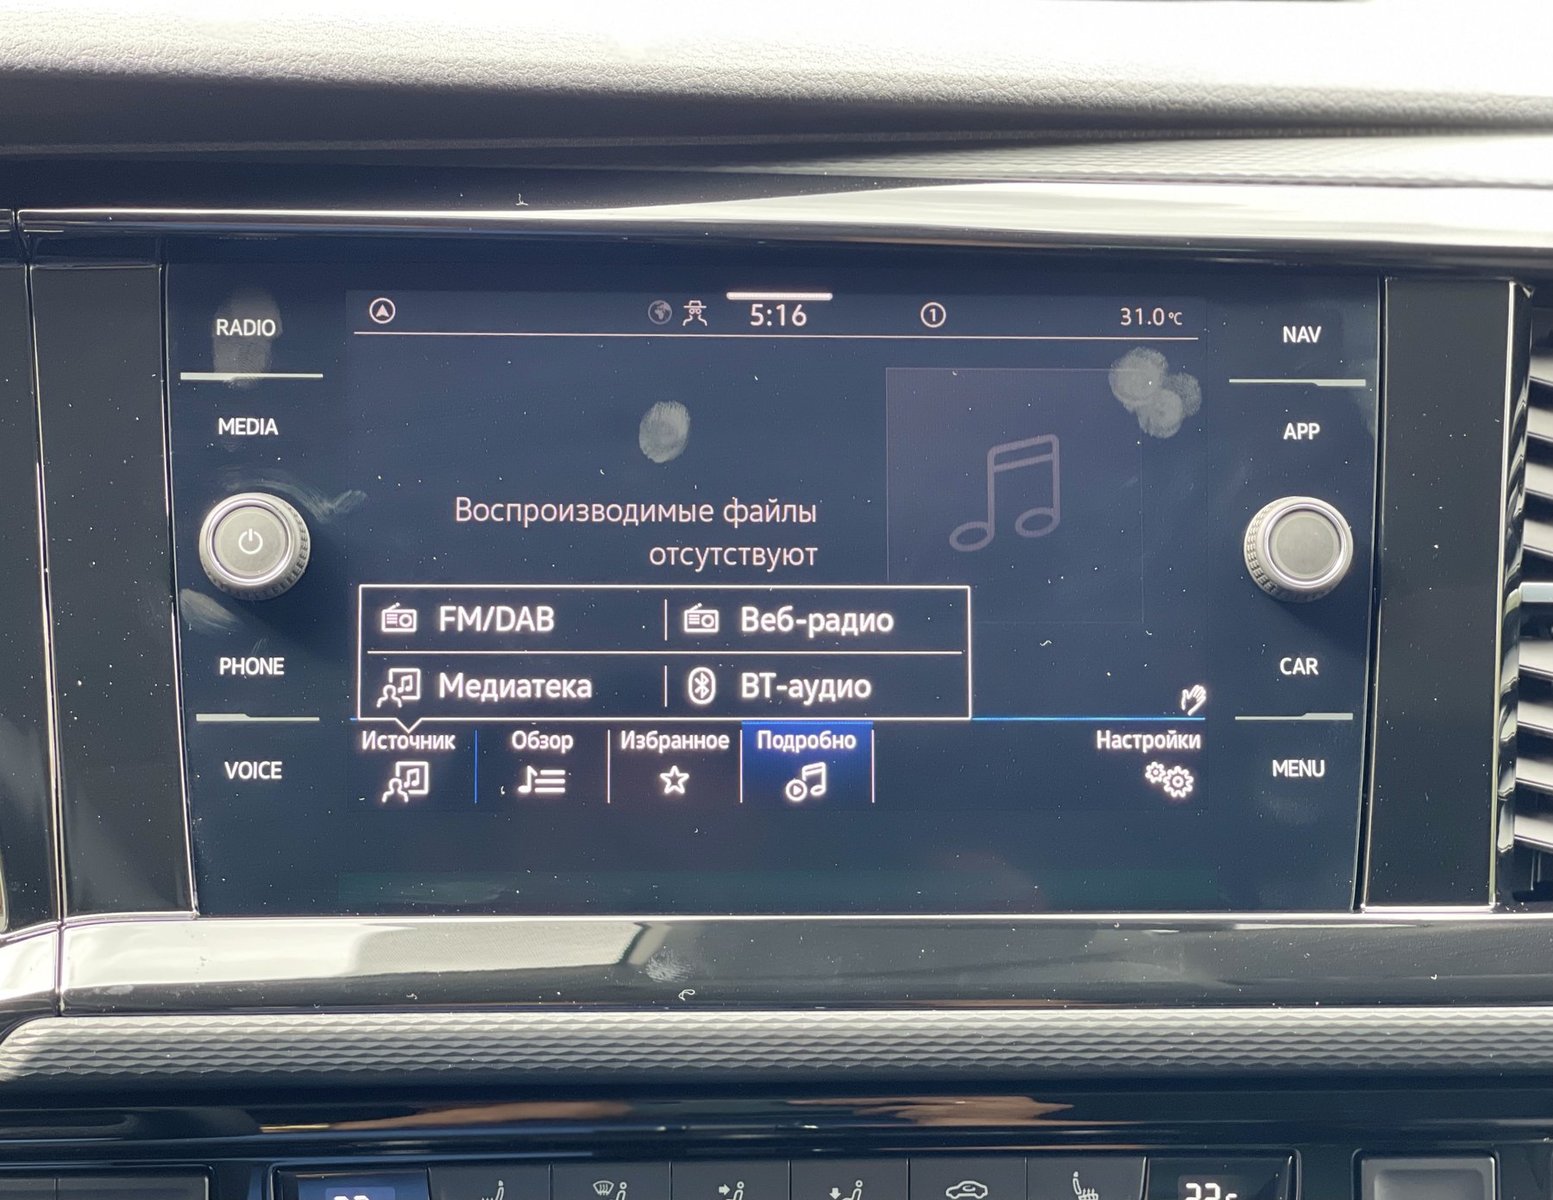 RADIO
MEDIA
PHONE
VOICE
5:16
1
31.0°C
Воспроизводимые файлы
отсутствуют
FM/DAB
Веб-радио
Медиатека
BT-аудио
Источник
Обзор
Избранное
Подробно
Настройки
NAV
APP
CAR
MENU